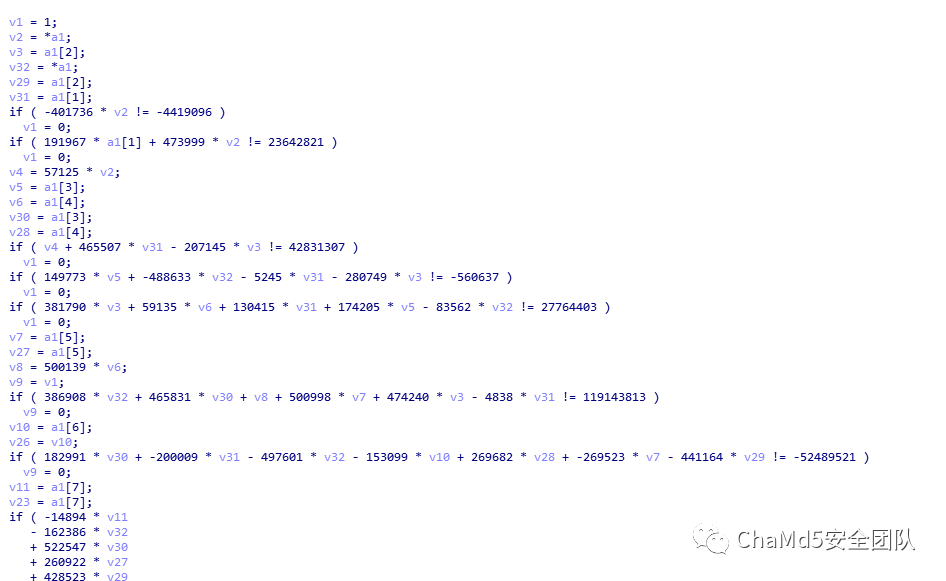 v1 = 1;
v2 = *a1;
v3 = a1[2];
v32 = *a1;
v29 = a1[2];
v31 = a1[1];
if ( -401736 * v2 != -4419096 )
  v1 = 0;
if ( 191967 * a1[1] + 473999 * v2 != 23642821 )
  v1 = 0;
v4 = 57125 * v2;
v5 = a1[3];
v6 = a1[4];
v30 = a1[3];
v28 = a1[4];
if ( v4 + 465507 * v31 - 207145 * v3 != 42831307 )
  v1 = 0;
if ( 149773 * v5 + -488633 * v32 - 5245 * v31 - 280749 * v3 != -560637 )
  v1 = 0;
if ( 381790 * v3 + 59135 * v6 + 130415 * v31 + 174205 * v5 - 83562 * v32 != 27764403 )
  v1 = 0;
v7 = a1[5];
v27 = a1[5];
v8 = 500139 * v6;
v9 = v1;
if ( 386908 * v32 + 465831 * v30 + v8 + 500998 * v7 + 474240 * v3 - 4838 * v31 != 119143813 )
  v9 = 0;
v10 = a1[6];
v26 = v10;
if ( 182991 * v30 + -200009 * v31 - 497601 * v32 - 153099 * v10 + 269682 * v28 + -269523 * v7 - 441164 * v29 != -52489521 )
  v9 = 0;
v11 = a1[7];
v23 = a1[7];
if ( -14894 * v11
   - 162386 * v32
   + 522547 * v30
   + 260922 * v27
   + 428523 * v29
ChaMd5安全团队